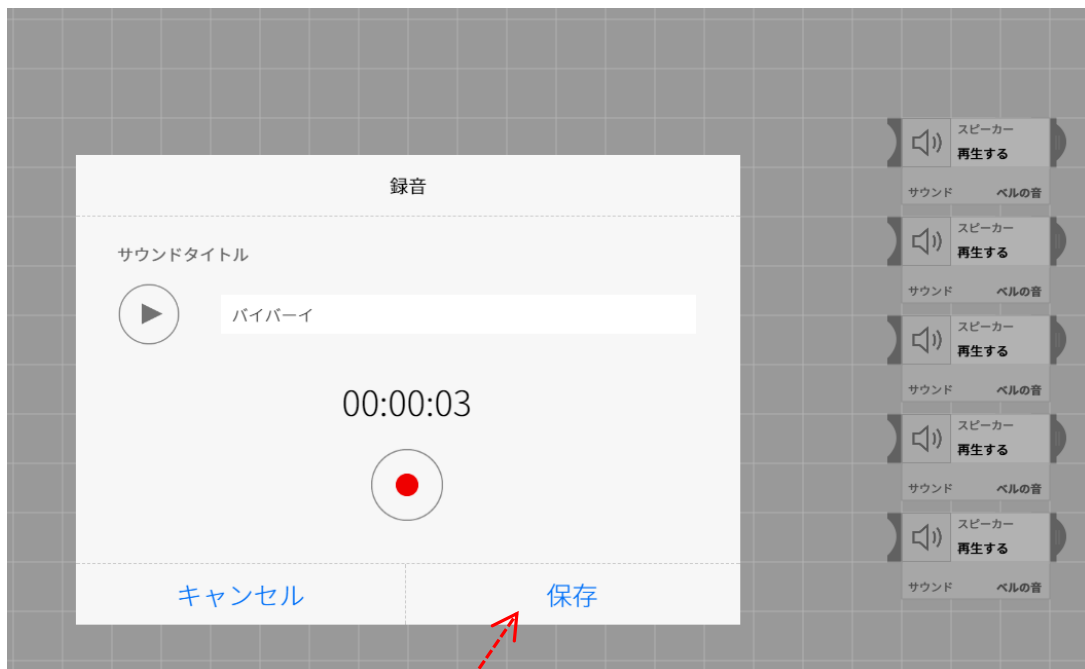 録音
サウンドタイトル
バイバーイ
00:00:03
キャンセル
保存
スピーカー
再生する
サウンド ベルの音
スピーカー
再生する
サウンド ベルの音
スピーカー
再生する
サウンド ベルの音
スピーカー
再生する
サウンド ベルの音
スピーカー
再生する
サウンド ベルの音